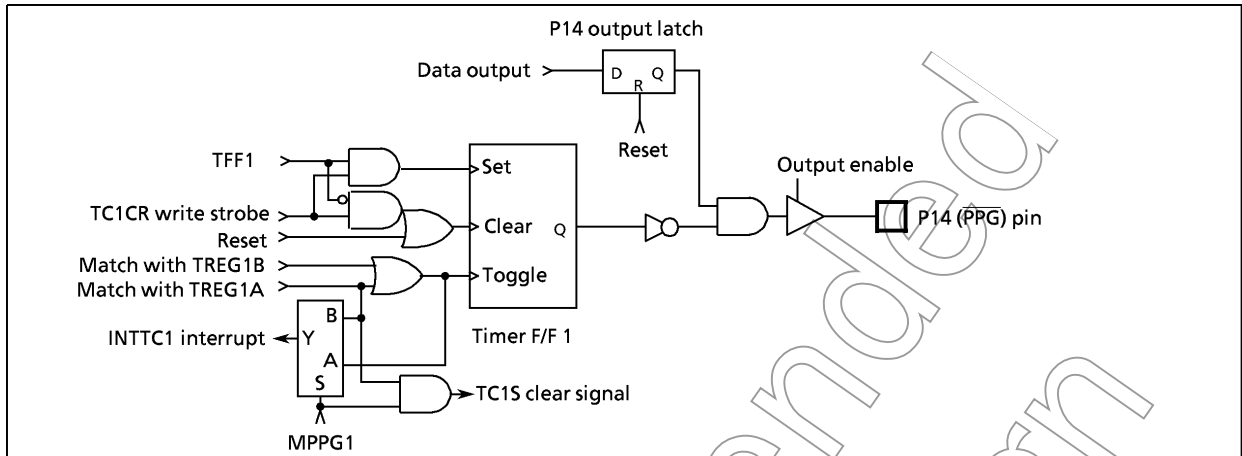 P14 output latch
Data output
D
Q
R
Reset
Output enable
TFF1
Set
TC1CR write strobe
P14 (PPG) pin
Reset
Clear
Q
Match with TREG1B
Toggle
Match with TREG1A
B
INTTC1 interrupt
Y
Timer F/F 1
A
S
TC1S clear signal
MPPG1